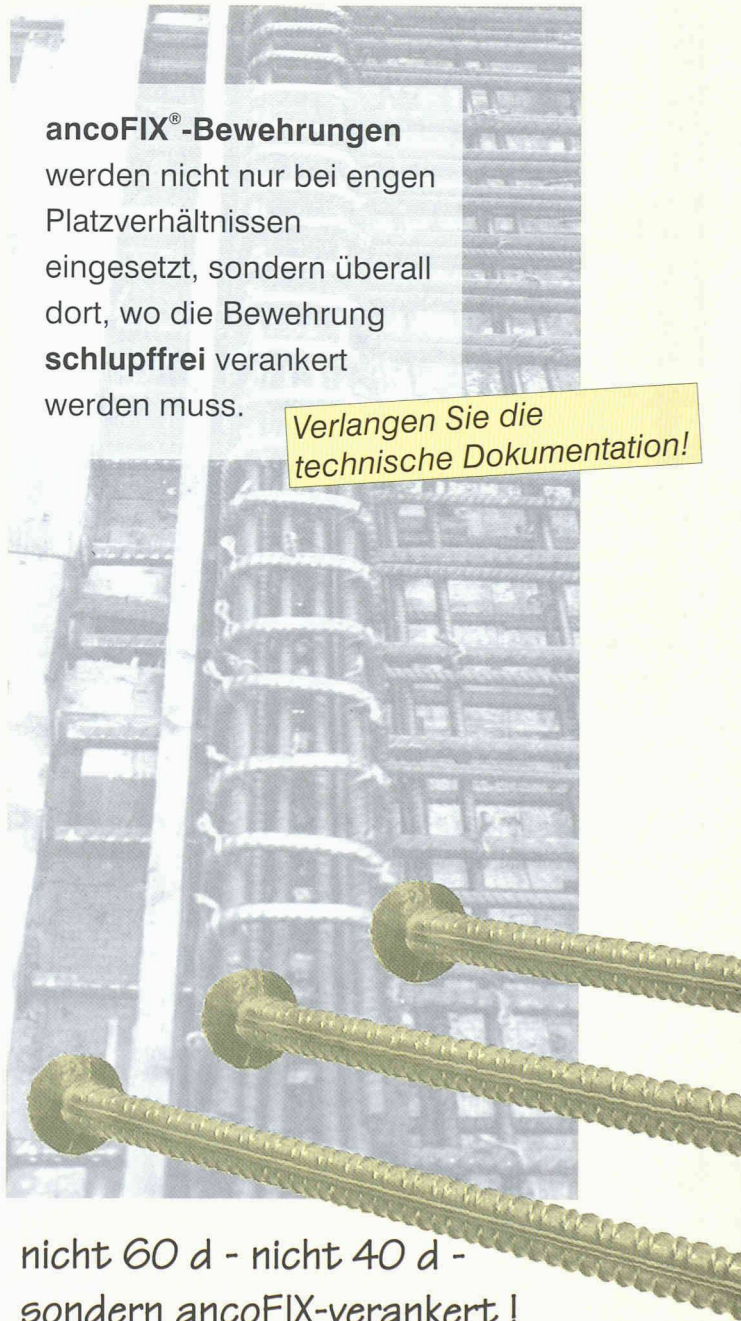 ancoFIX®-Bewehrungen
werden nicht nur bei engen
Platzverhältnissen
eingesetzt, sondern überall
dort, wo die Bewehrung
schlupffrei verankert
werden muss.
Verlangen Sie die
technische Dokumentation!
nicht 60 d - nicht 40 d -
sondern ancoFIX-verankert !